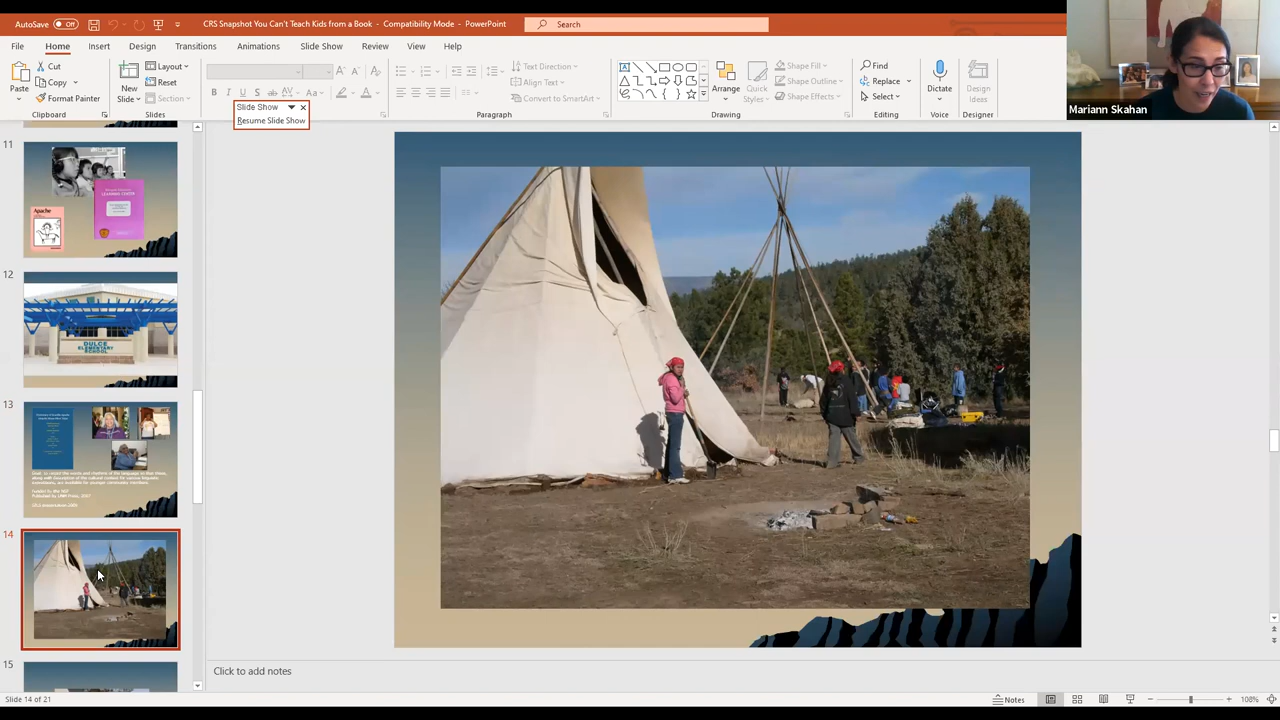 AutoSave Off
CRS Snapshot You Can't Teach Kids from a Book - Compatibility Mode - PowerPoint
Search
File Home Insert Design Transitions Animations Slide Show Review View Help
Paste
Cut
Copy
Format Painter
Clipboard
New Slide
Layout
Reset
Section
Slides
Slide Show
Resume Slide Show
B I U S ab AV Aa A
Text Direction
Align Text
Convert to SmartArt
Paragraph
Arrange
Quick Styles
Shape Fill
Shape Outline
Shape Effects
Drawing
Find
Replace
Select
Editing
Dictate
Voice
Design Ideas
Designer
Mariann Skahan
11
Apache
LEARNING CENTER
12
DULCE
ELEMENTARY
SCHOOL
13
14
15
Click to add notes
Slide 14 of 21
Notes
108%